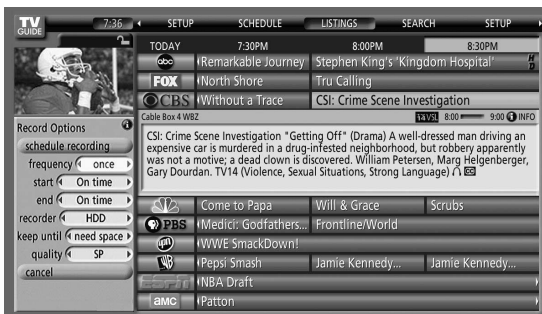 TV GUIDE 7:36 SETUP SCHEDULE LISTINGS SEARCH SETUP
TODAY 7:30PM 8:00PM 8:30PM
abc Remarkable Journey Stephen King's 'Kingdom Hospital' HD
FOX North Shore Tru Calling
CBS Without a Trace CSI: Crime Scene Investigation
Cable Box 4 WBZ VSL 8:00 9:00 INFO
CSI: Crime Scene Investigation "Getting Off" (Drama) A well-dressed man driving an
expensive car is murdered in a drug-infested neighborhood, but robbery apparently
was not a motive; a dead clown is discovered. William Petersen, Marg Helgenberger,
Gary Dourdan. TV14 (Violence, Sexual Situations, Strong Language) CC
Record Options
schedule recording
frequency once
start On time
end On time
recorder HDD
keep until need space
quality SP
cancel
Come to Papa Will & Grace Scrubs
PBS Medici: Godfathers... Frontline/World
UPN WWE SmackDown!
WB Pepsi Smash Jamie Kennedy... Jamie Kennedy...
ESPN NBA Draft
amc Patton